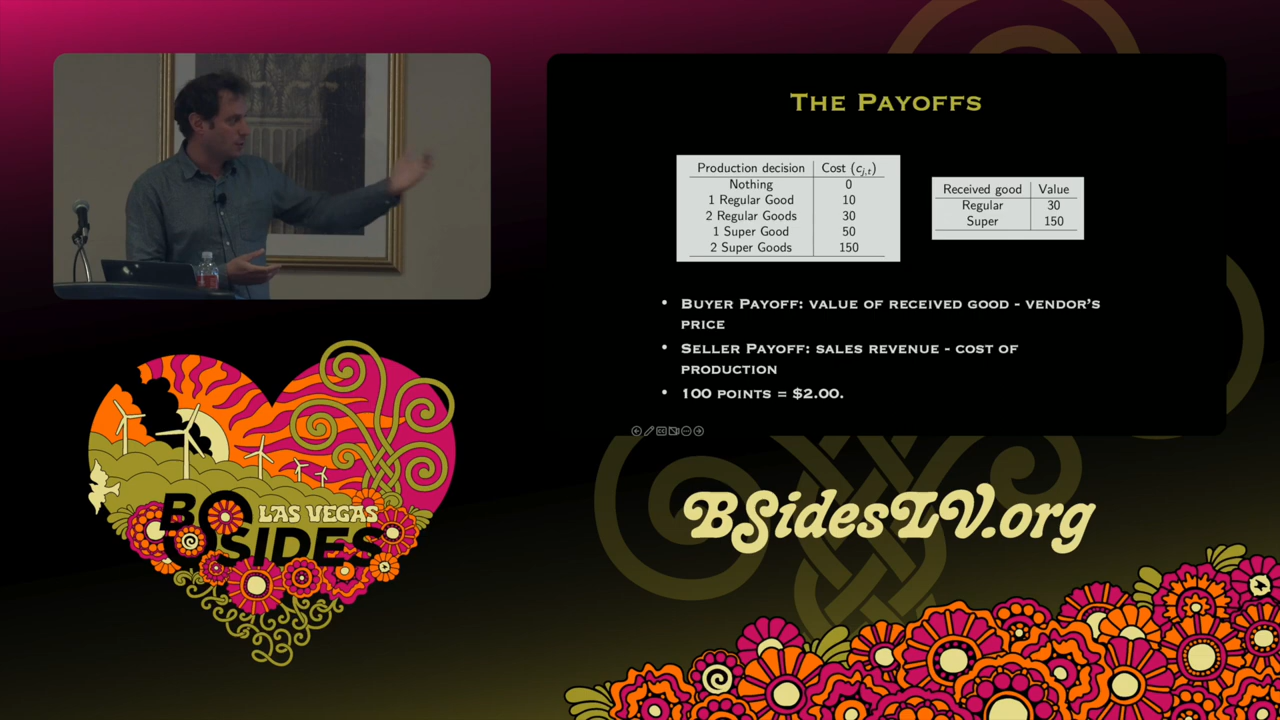 THE PAYOFFS
Production decision Cost (c_{j,t})
Nothing 0
1 Regular Good 10
2 Regular Goods 30
1 Super Good 50
2 Super Goods 150
Received good Value
Regular 30
Super 150
• BUYER PAYOFF: VALUE OF RECEIVED GOOD - VENDOR'S
PRICE
• SELLER PAYOFF: SALES REVENUE - COST OF
PRODUCTION
• 100 POINTS = $2.00.
LAS VEGAS
BSidesLV.org